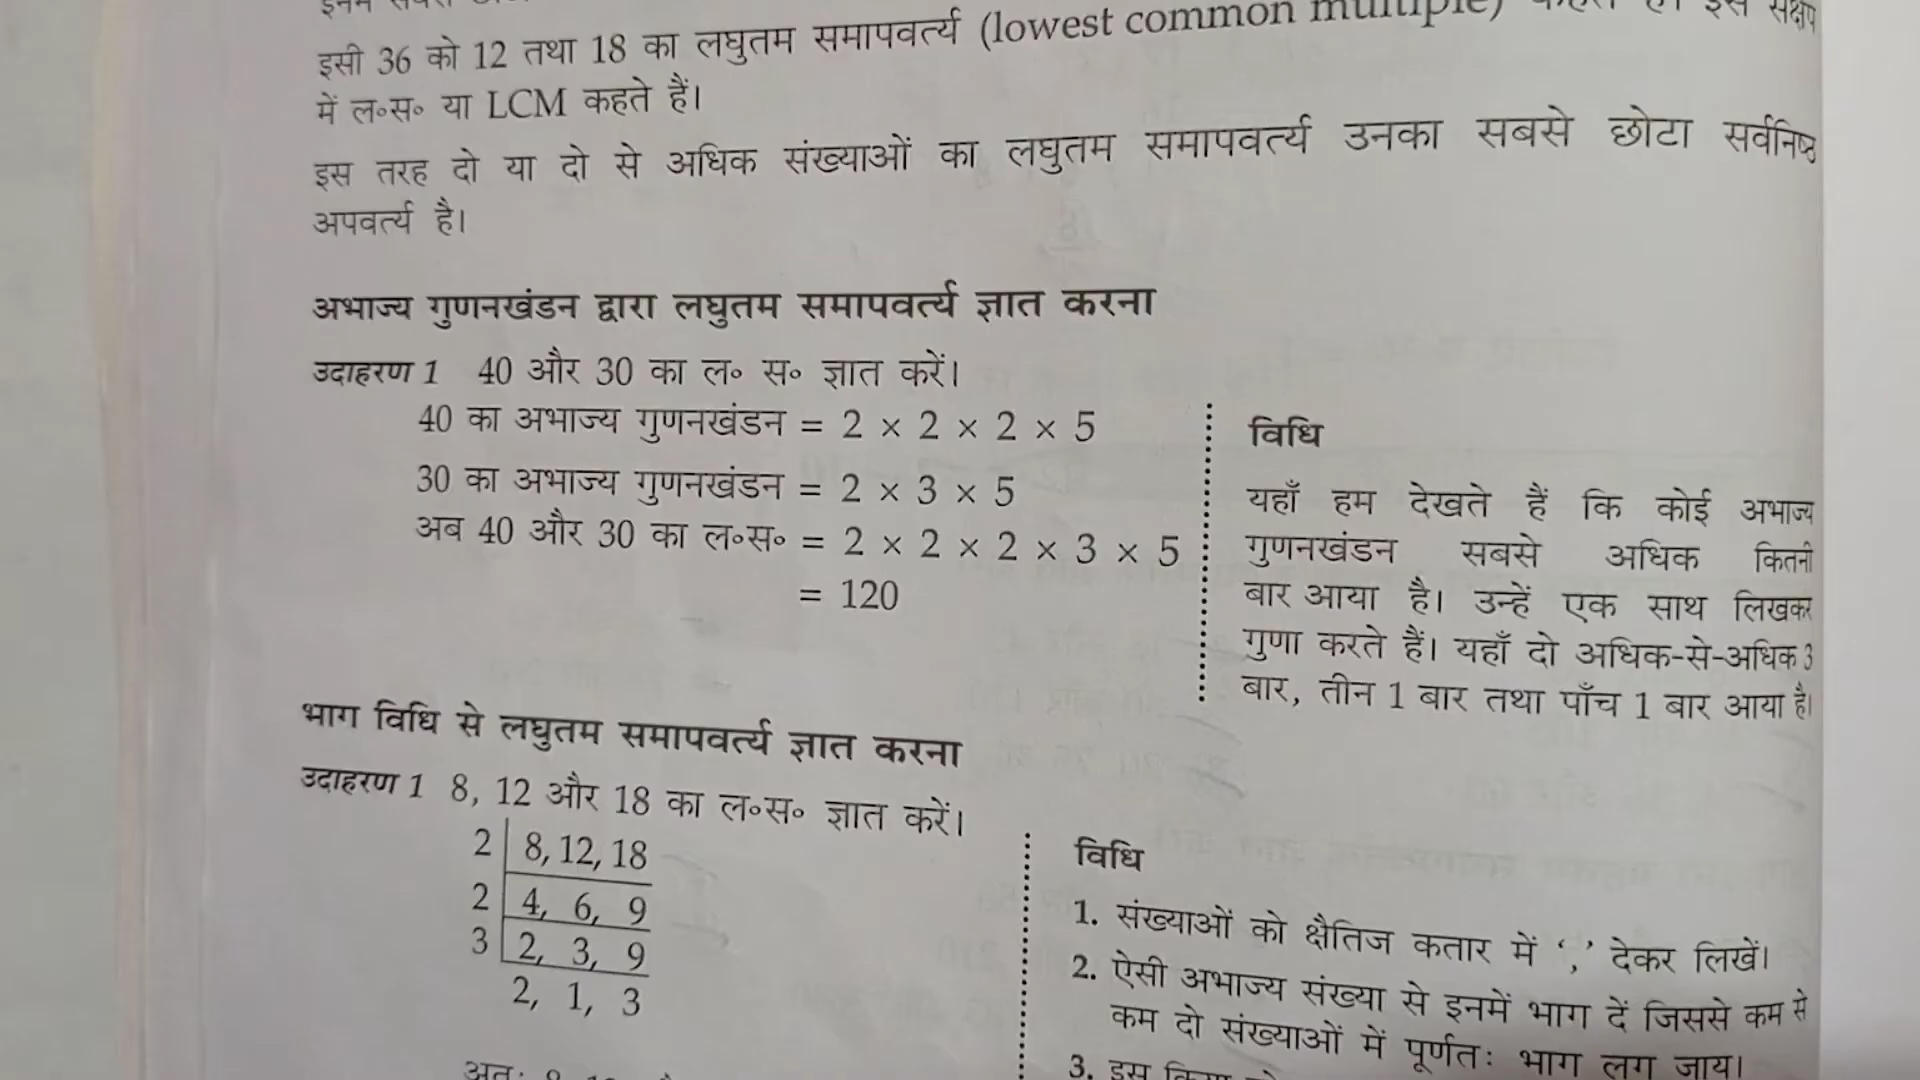 इसी 36 को 12 तथा 18 का लघुतम समापवर्त्य (lowest common multiple)
में ल॰स॰ या LCM कहते हैं।
इस तरह दो या दो से अधिक संख्याओं का लघुतम समापवर्त्य उनका सबसे छोटा सर्वनिष्ठ
अपवर्त्य है।
अभाज्य गुणनखंडन द्वारा लघुतम समापवर्त्य ज्ञात करना
उदाहरण 1 40 और 30 का ल॰ स॰ ज्ञात करें।
40 का अभाज्य गुणनखंडन = 2 × 2 × 2 × 5
30 का अभाज्य गुणनखंडन = 2 × 3 × 5
अब 40 और 30 का ल॰स॰ = 2 × 2 × 2 × 3 × 5
= 120
विधि
यहाँ हम देखते हैं कि कोई अभाज्य
गुणनखंडन सबसे अधिक कितनी
बार आया है। उन्हें एक साथ लिखकर
गुणा करते हैं। यहाँ दो अधिक-से-अधिक 3
बार, तीन 1 बार तथा पाँच 1 बार आया है।
भाग विधि से लघुतम समापवर्त्य ज्ञात करना
उदाहरण 1 8, 12 और 18 का ल॰स॰ ज्ञात करें।
2 8, 12, 18
2 4, 6, 9
3 2, 3, 9
2, 1, 3
विधि
1. संख्याओं को क्षैतिज कतार में ‘,’ देकर लिखें।
2. ऐसी अभाज्य संख्या से इनमें भाग दें जिससे कम से
कम दो संख्याओं में पूर्णतः भाग लग जाय।
3. इस